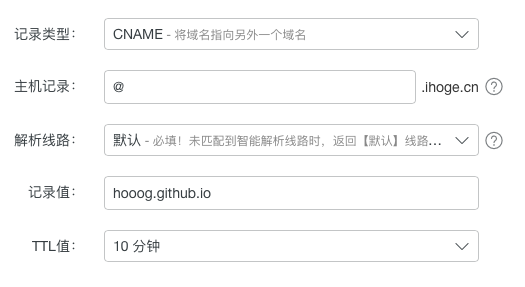 记录类型: CNAME - 将域名指向另外一个域名
主机记录: @ .ihoge.cn ?
解析线路: 默认 - 必填！未匹配到智能解析线路时，返回【默认】线路... ?
记录值: hooog.github.io
TTL值: 10 分钟